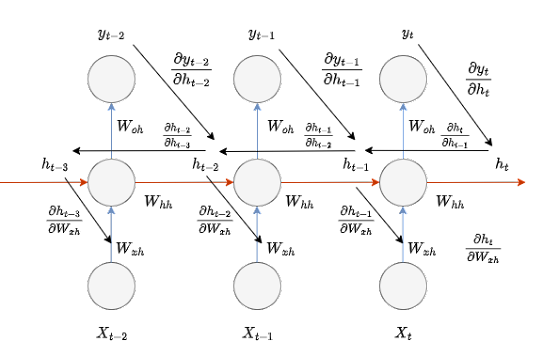 y_{t−2} y_{t−1} y_t
∂y_{t−2}/∂h_{t−2} ∂y_{t−1}/∂h_{t−1} ∂y_t/∂h_t
W_{oh} ∂h_{t−2}/∂h_{t−3} W_{oh} ∂h_{t−1}/∂h_{t−2} W_{oh} ∂h_t/∂h_{t−1}
h_{t−3} h_{t−2} h_{t−1} h_t
W_{hh} W_{hh} W_{hh}
∂h_{t−3}/∂W_{xh} ∂h_{t−2}/∂W_{xh} ∂h_{t−1}/∂W_{xh} ∂h_t/∂W_{xh}
W_{xh} W_{xh} W_{xh}
X_{t−2} X_{t−1} X_t